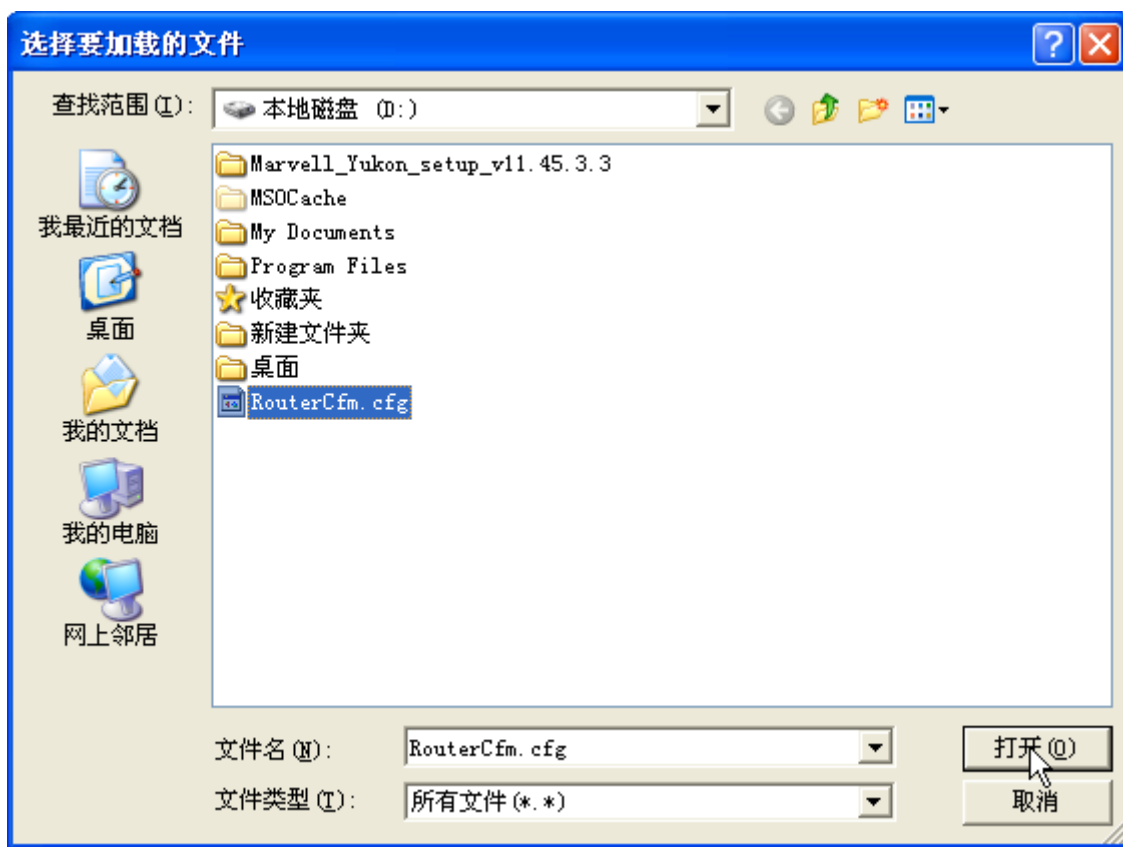 选择要加载的文件
查找范围(I): 本地磁盘 (D:)
我最近的文档
桌面
我的文档
我的电脑
网上邻居
Marvell_Yukon_setup_v11.45.3.3
MSOCache
My Documents
Program Files
收藏夹
新建文件夹
桌面
RouterCfm.cfg
文件名(N): RouterCfm.cfg 打开(O)
文件类型(T): 所有文件(*.*) 取消